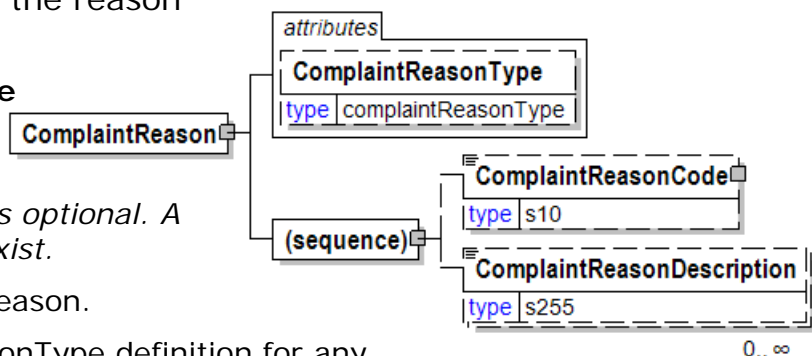 the reason
attributes
ComplaintReasonType
type complaintReasonType
ComplaintReason
ComplaintReasonCode
type s10
s optional. A
(sequence)
xist.
ComplaintReasonDescription
type s255
eason.
onType definition for any
0..∞